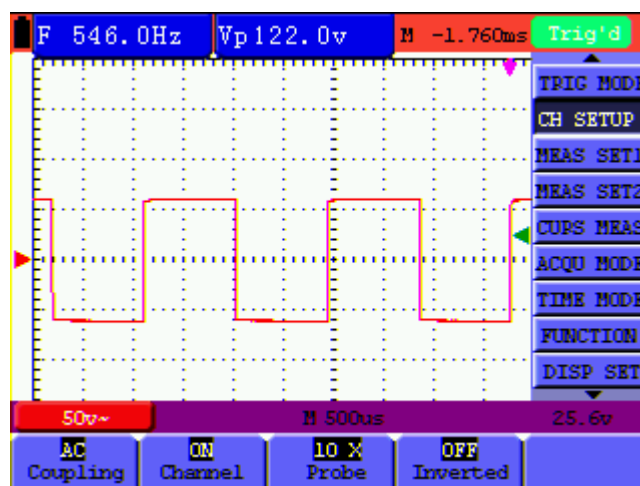 F 546.0Hz Vp122.0v M -1.760ms Trig'd
TRIG MODE
CH SETUP
MEAS SET1
MEAS SET2
CURS MEAS
ACQU MODE
TIME MODE
FUNCTION
DISP SET
50v~ M 500us 25.6v
AC ON 10 X OFF
Coupling Channel Probe Inverted